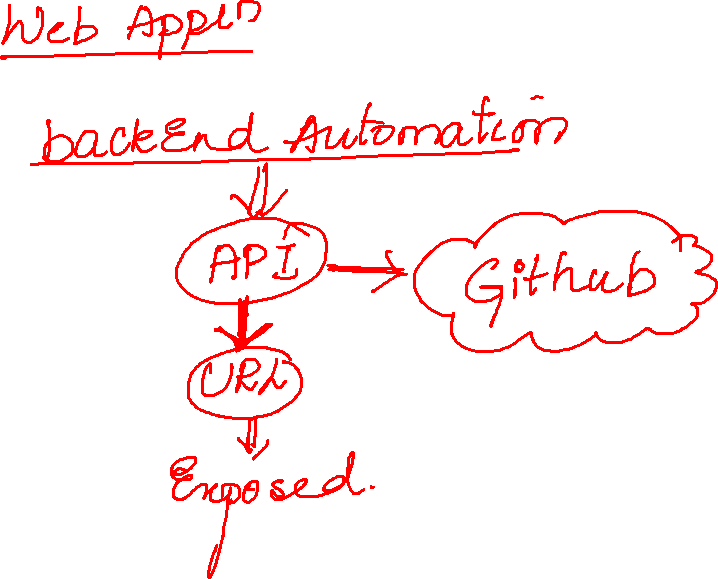 Web Appln
backEnd Automation
API
Github
URL
Exposed.